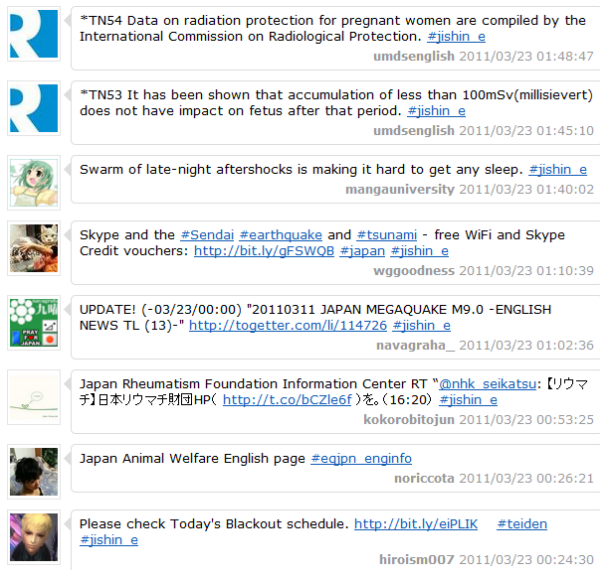 *TN54 Data on radiation protection for pregnant women are compiled by the
International Commission on Radiological Protection. #jishin_e
umdsenglish 2011/03/23 01:48:47
*TN53 It has been shown that accumulation of less than 100mSv(millisievert)
does not have impact on fetus after that period. #jishin_e
umdsenglish 2011/03/23 01:45:10
Swarm of late-night aftershocks is making it hard to get any sleep. #jishin_e
mangauniversity 2011/03/23 01:40:02
Skype and the #Sendai #earthquake and #tsunami - free WiFi and Skype
Credit vouchers: http://bit.ly/gFSWQB #japan #jishin_e
wggoodness 2011/03/23 01:10:39
九曜
PRAY
FOR
JAPAN
UPDATE! (-03/23/00:00) "20110311 JAPAN MEGAQUAKE M9.0 -ENGLISH
NEWS TL (13)-" http://togetter.com/li/114726 #jishin_e
navagraha_ 2011/03/23 01:02:36
Japan Rheumatism Foundation Information Center RT “@nhk_seikatsu: 【リウマ
チ】日本リウマチ財団HP（ http://t.co/bCZle6f ）を。（16:20） #jishin_e
kokorobitojun 2011/03/23 00:53:25
Japan Animal Welfare English page #eqjpn_enginfo
noriccota 2011/03/23 00:26:21
Please check Today's Blackout schedule. http://bit.ly/eiPLIK #teiden
#jishin_e
hiroism007 2011/03/23 00:24:30